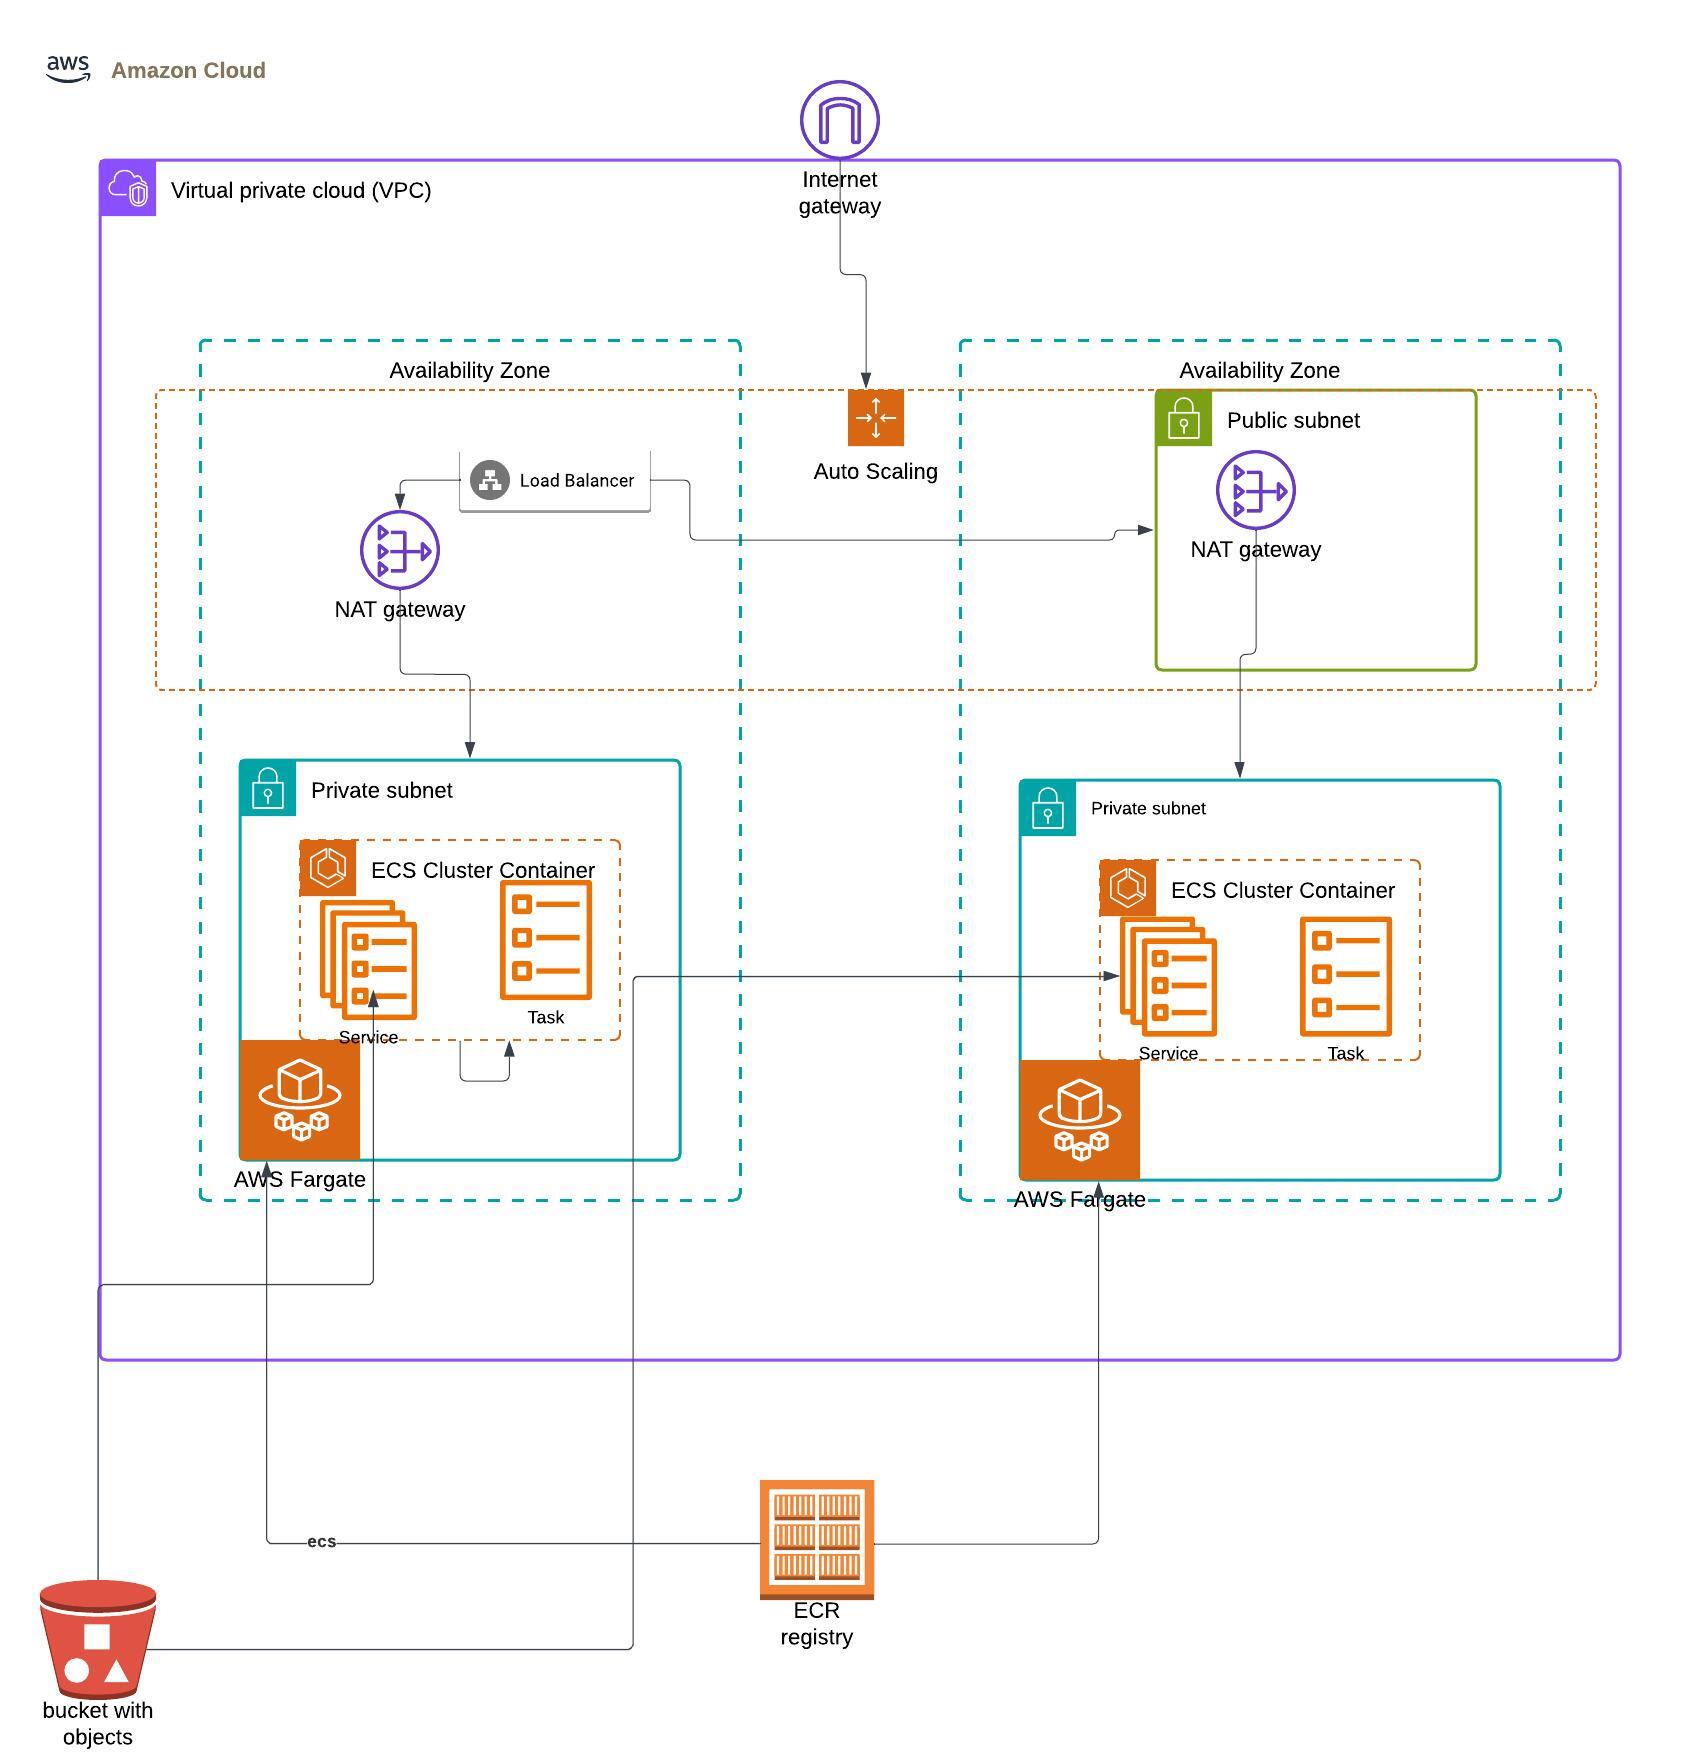 aws Amazon Cloud
Internet
gateway
Virtual private cloud (VPC)
Availability Zone
Availability Zone
Public subnet
Auto Scaling
Load Balancer
NAT gateway
NAT gateway
Private subnet
Private subnet
ECS Cluster Container
ECS Cluster Container
Task
Service
Service
Task
AWS Fargate
AWS Fargate
ecs
ECR
registry
bucket with
objects